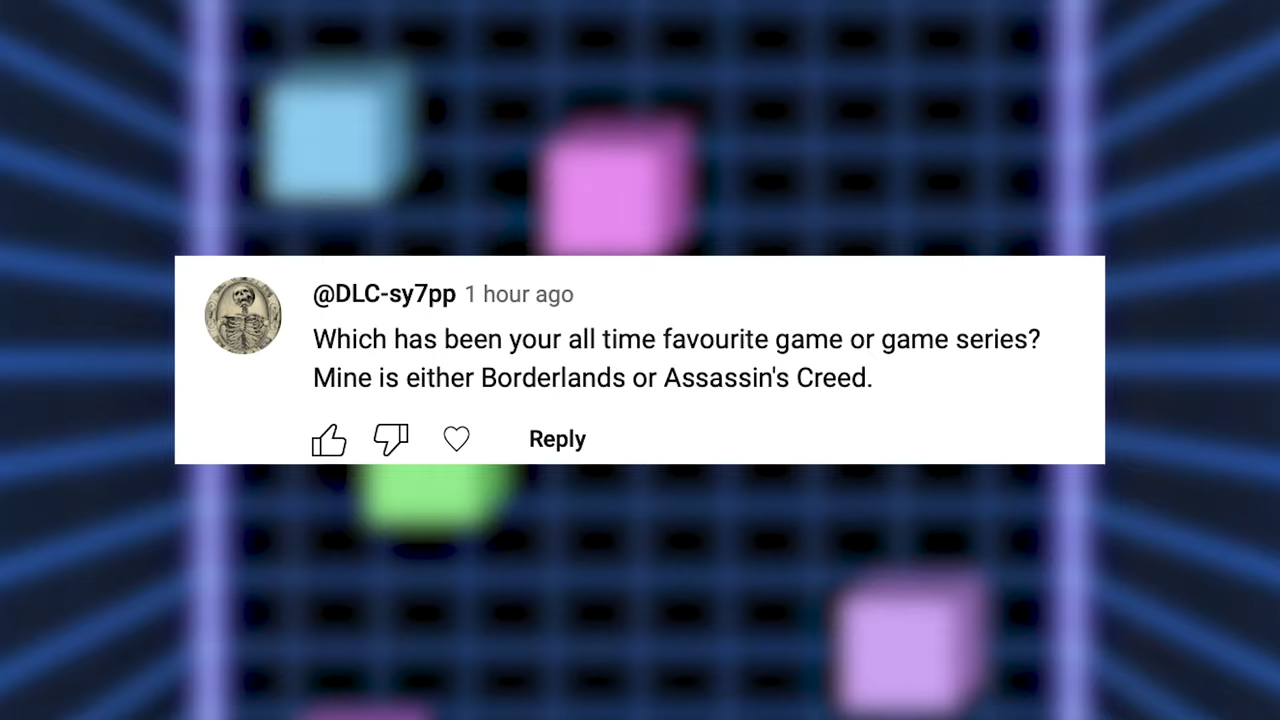 @DLC-sy7pp 1 hour ago
Which has been your all time favourite game or game series?
Mine is either Borderlands or Assassin's Creed.
Reply